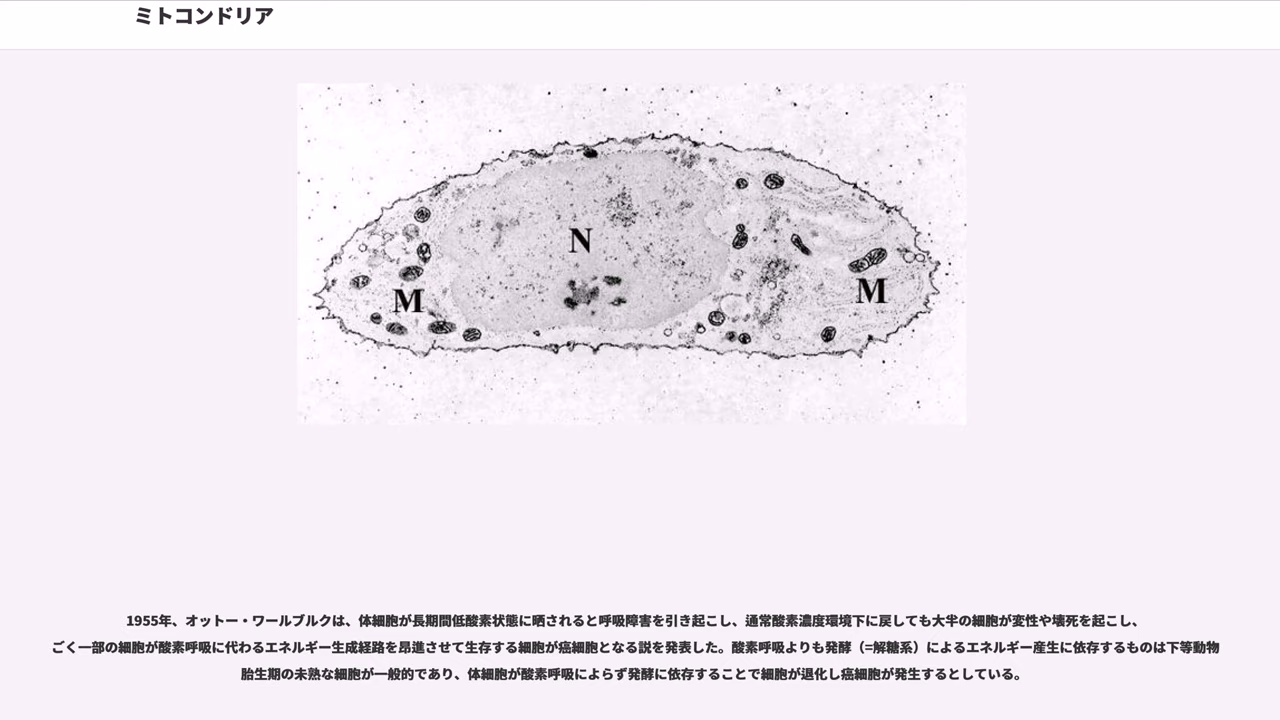 ミトコンドリア
N
M
M
1955年、オットー・ワールブルクは、体細胞が長期間低酸素状態に晒されると呼吸障害を引き起こし、通常酸素濃度環境下に戻しても大半の細胞が変性や壊死を起こし、
ごく一部の細胞が酸素呼吸に代わるエネルギー生成経路を昂進させて生存する細胞が癌細胞となる説を発表した。酸素呼吸よりも発酵（=解糖系）によるエネルギー産生に依存するものは下等動物
胎生期の未熟な細胞が一般的であり、体細胞が酸素呼吸によらず発酵に依存することで細胞が退化し癌細胞が発生するとしている。